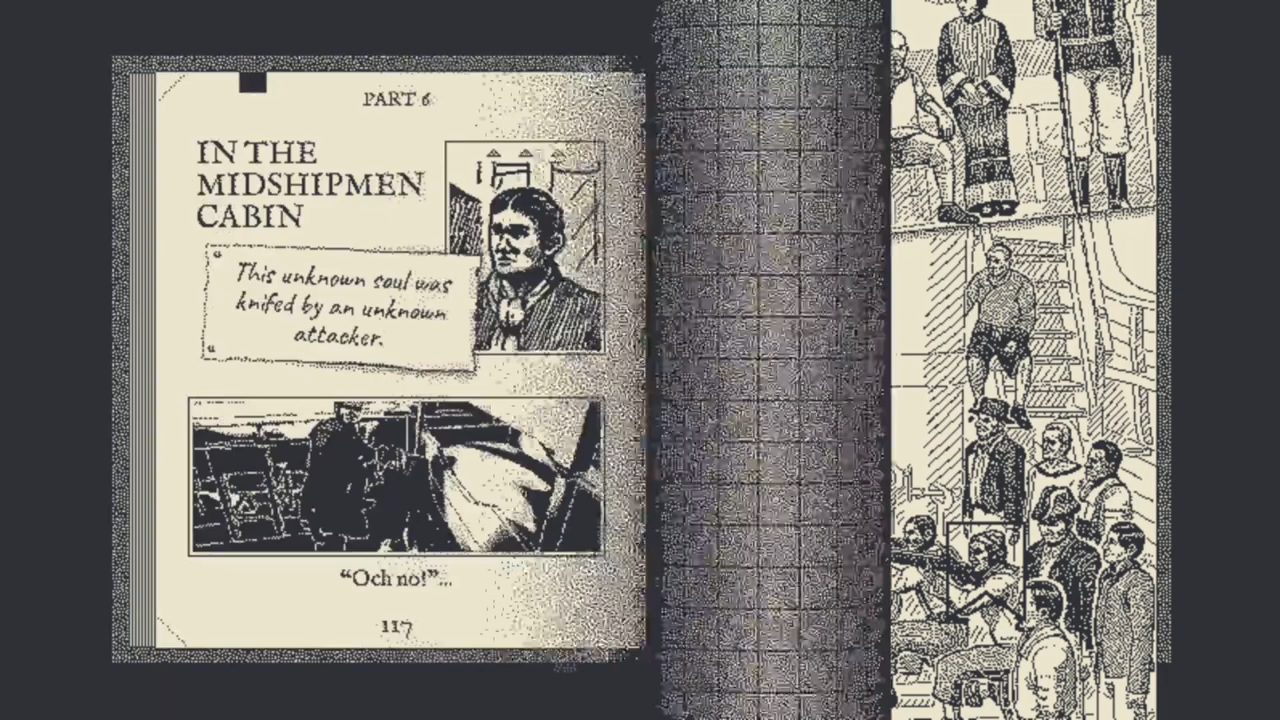 PART 6
IN THE
MIDSHIPMEN
CABIN
This unknown soul was
knifed by an unknown
attacker.
“Och no!”...
117